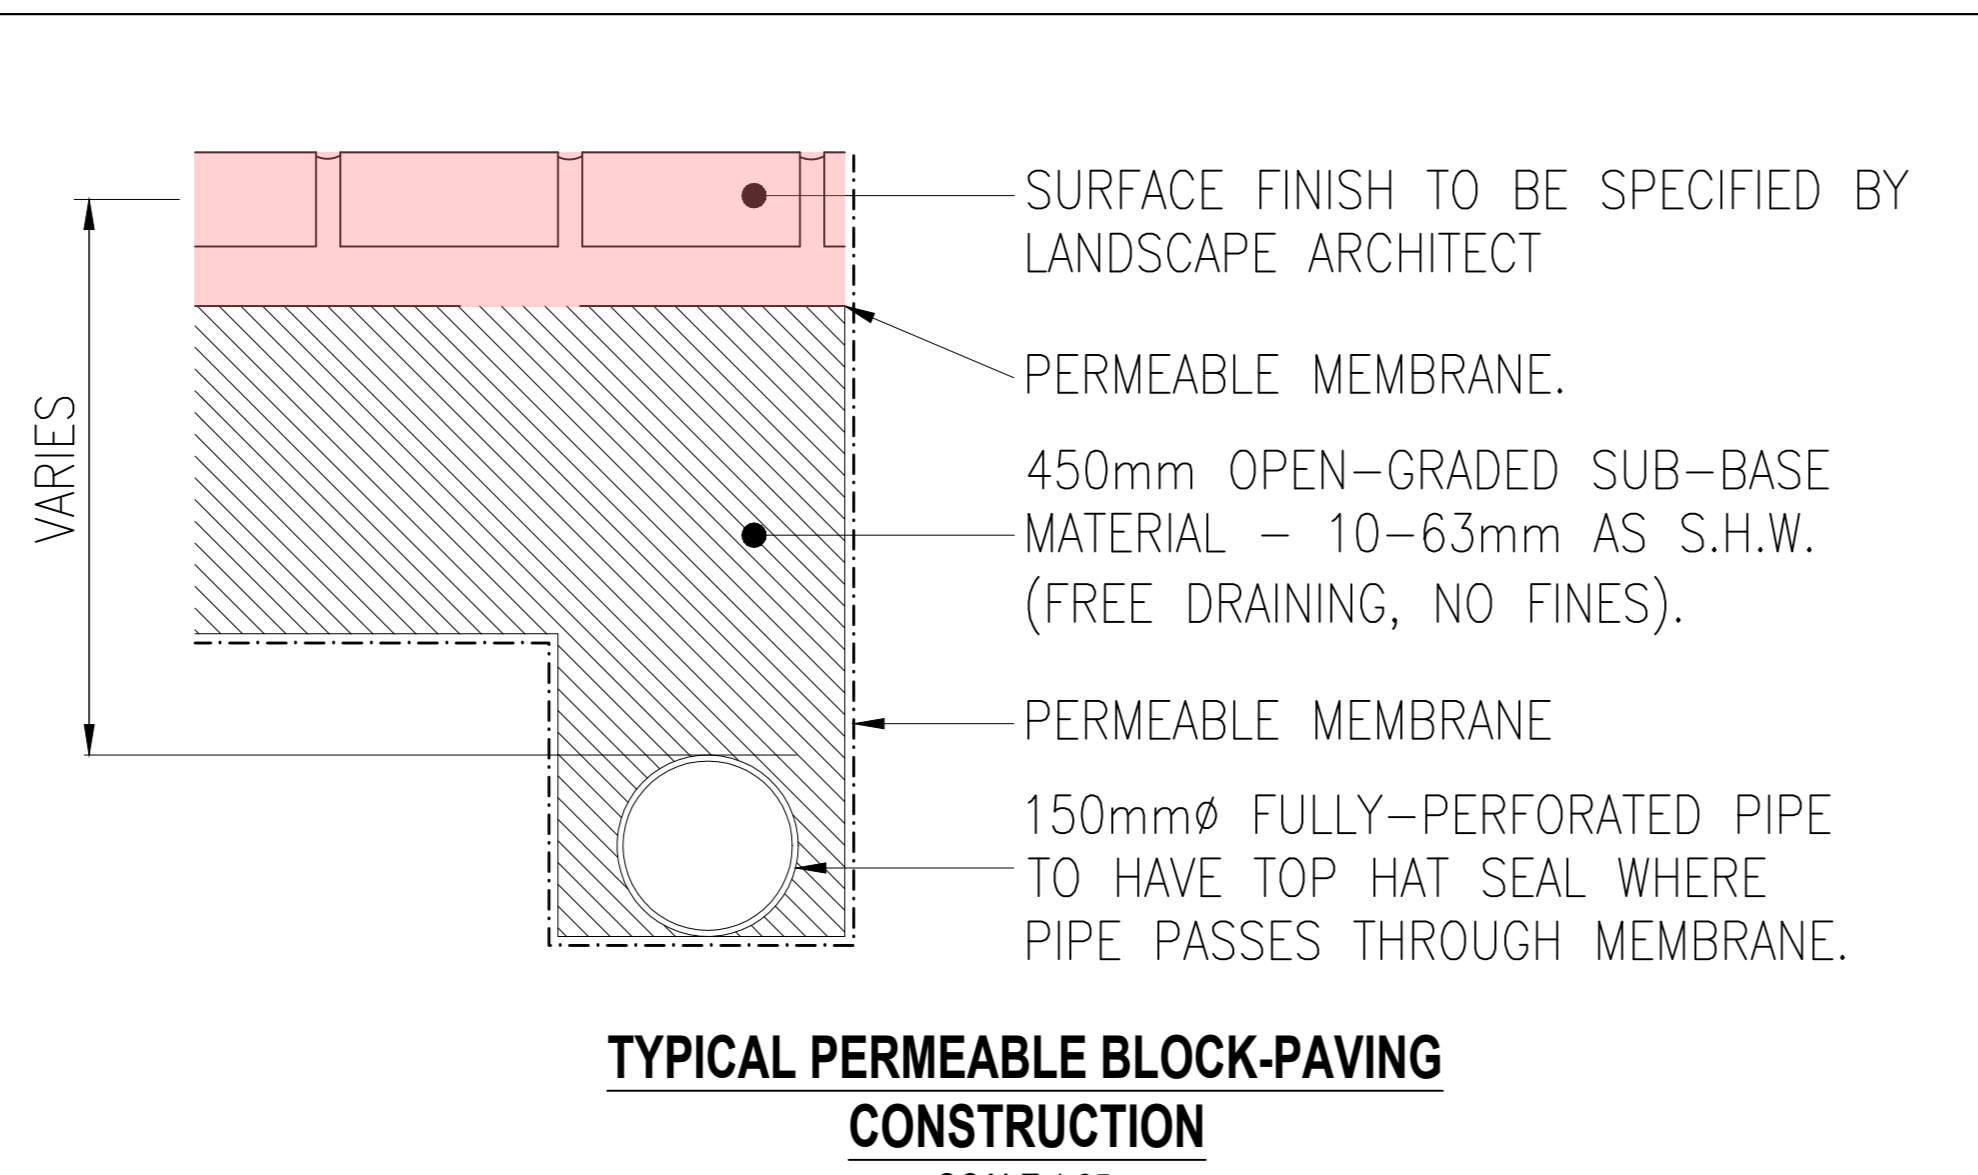 SURFACE FINISH TO BE SPECIFIED BY
LANDSCAPE ARCHITECT
PERMEABLE MEMBRANE.
VARIES
450mm OPEN-GRADED SUB-BASE
MATERIAL - 10-63mm AS S.H.W.
(FREE DRAINING, NO FINES).
PERMEABLE MEMBRANE
150mmø FULLY-PERFORATED PIPE
TO HAVE TOP HAT SEAL WHERE
PIPE PASSES THROUGH MEMBRANE.
TYPICAL PERMEABLE BLOCK-PAVING
CONSTRUCTION